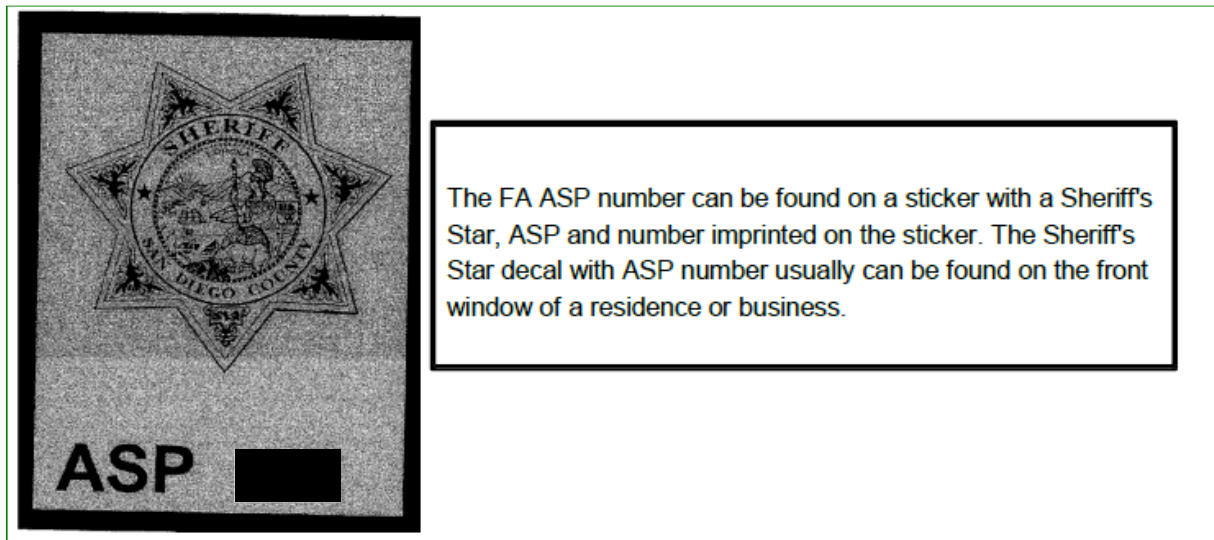 SHERIFF
SAN DIEGO COUNTY
ASP
The FA ASP number can be found on a sticker with a Sheriff's
Star, ASP and number imprinted on the sticker. The Sheriff's
Star decal with ASP number usually can be found on the front
window of a residence or business.